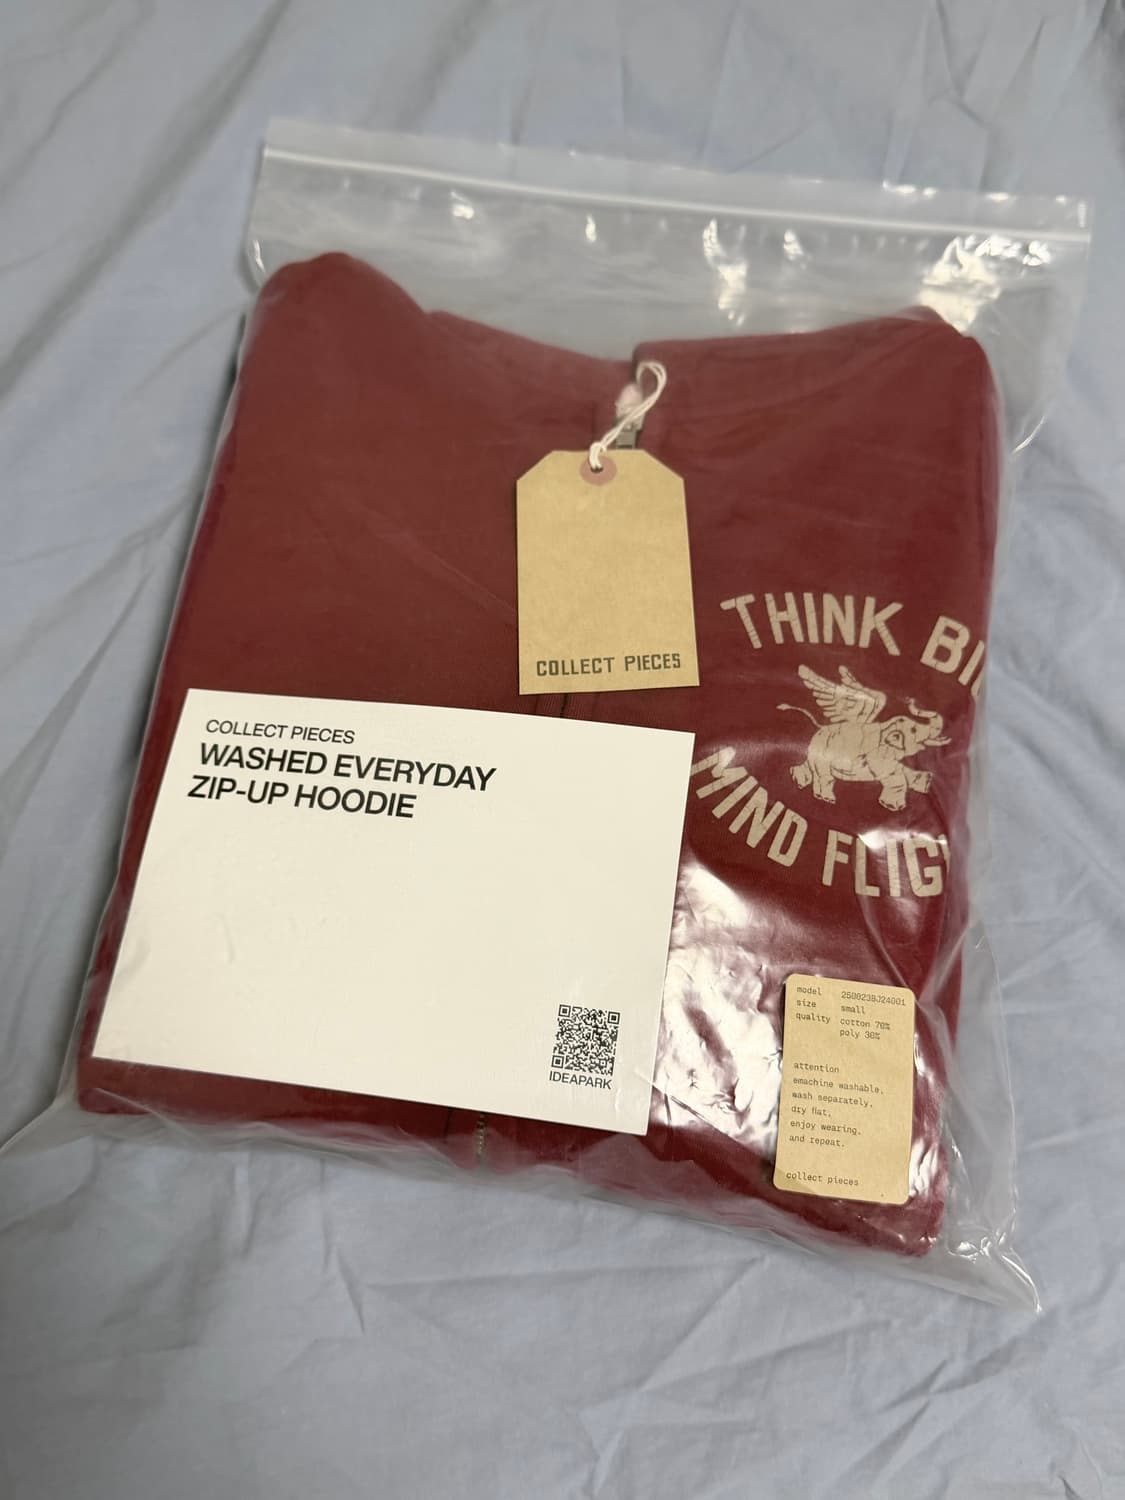 COLLECT PIECES
THINK BI
MIND FLIG
COLLECT PIECES
WASHED EVERYDAY
ZIP-UP HOODIE
IDEAPARK
model 250023BJ24001
size small
quality cotton 70%
poly 30%
attention
emachine washable,
wash separately,
dry flat,
enjoy wearing,
and repeat.
collect pieces